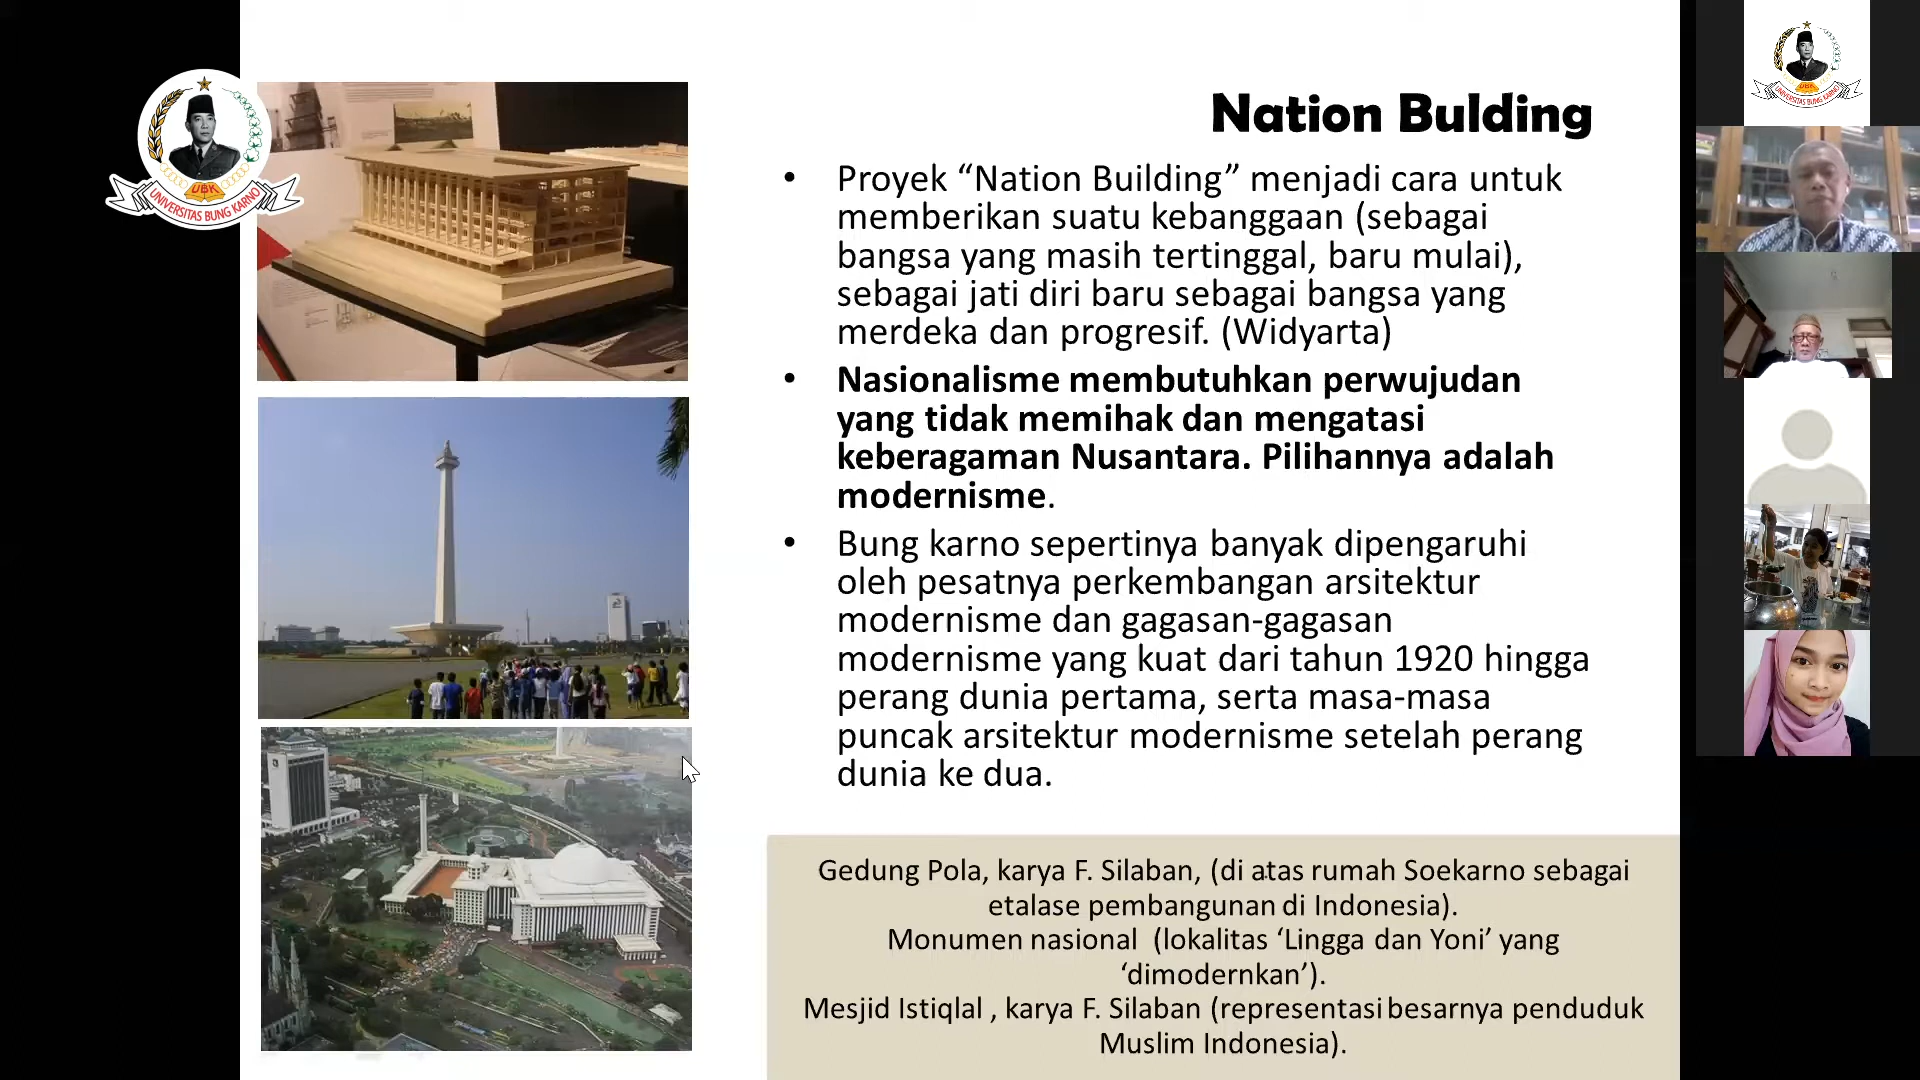 Nation Bulding
• Proyek “Nation Building” menjadi cara untuk
memberikan suatu kebanggaan (sebagai
bangsa yang masih tertinggal, baru mulai),
sebagai jati diri baru sebagai bangsa yang
merdeka dan progresif. (Widyarta)
• Nasionalisme membutuhkan perwujudan
yang tidak memihak dan mengatasi
keberagaman Nusantara. Pilihannya adalah
modernisme.
• Bung karno sepertinya banyak dipengaruhi
oleh pesatnya perkembangan arsitektur
modernisme dan gagasan-gagasan
modernisme yang kuat dari tahun 1920 hingga
perang dunia pertama, serta masa-masa
puncak arsitektur modernisme setelah perang
dunia ke dua.
Gedung Pola, karya F. Silaban, (di atas rumah Soekarno sebagai
etalase pembangunan di Indonesia).
Monumen nasional (lokalitas ‘Lingga dan Yoni’ yang
‘dimodernkan’).
Mesjid Istiqlal , karya F. Silaban (representasi besarnya penduduk
Muslim Indonesia).
UBK
UNIVERSITAS BUNG KARNO
UBK
UNIVERSITAS BUNG KARNO